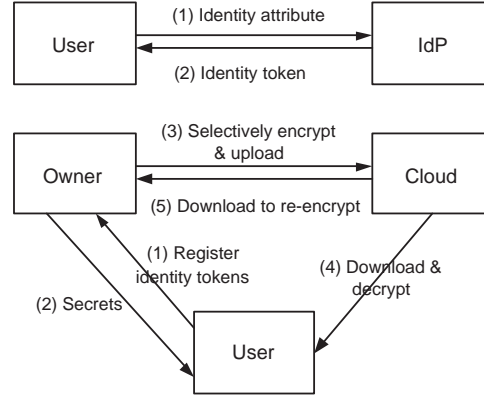 (1) Identity attribute
User
IdP
(2) Identity token
(3) Selectively encrypt
& upload
Owner
Cloud
(5) Download to re-encrypt
(1) Register
identity tokens
(4) Download &
decrypt
(2) Secrets
User